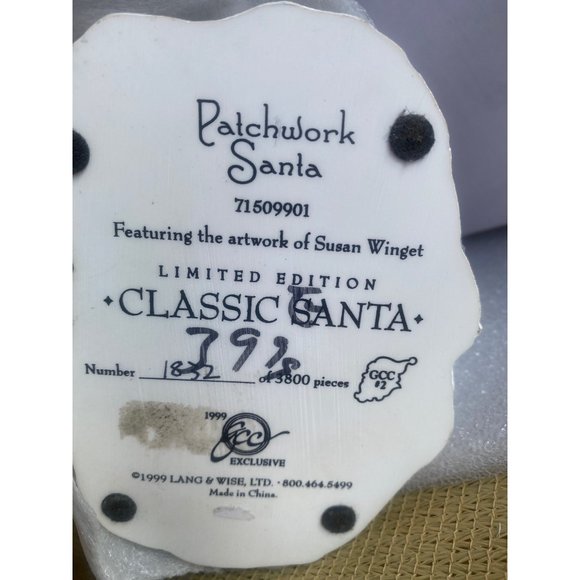 Patchwork
Santa
71509901
Featuring the artwork of Susan Winget
LIMITED EDITION
CLASSIC SANTA
Number 1832 of 3800 pieces
GCC
#2
1999
GCC
EXCLUSIVE
©1999 LANG & WISE, LTD. · 800.464.5499
Made in China.